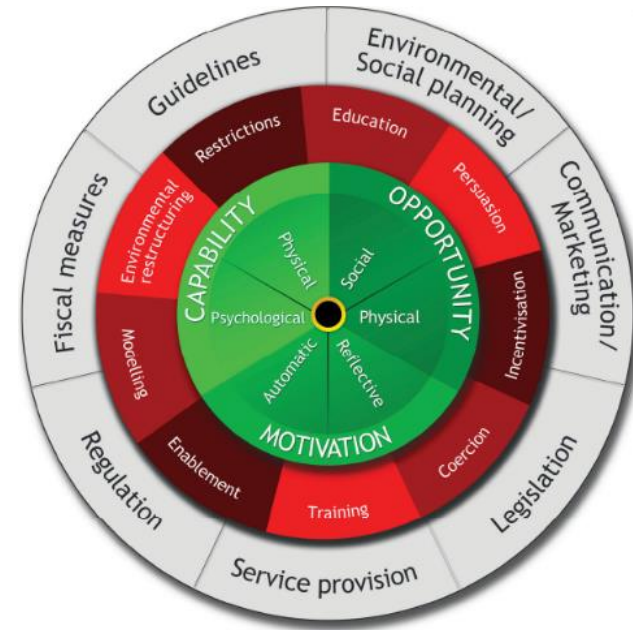 Guidelines
Environmental/
Social planning
Communication/
Marketing
Legislation
Service provision
Regulation
Fiscal measures
Restrictions
Education
Persuasion
Incentivisation
Coercion
Training
Enablement
Modelling
Environmental
restructuring
CAPABILITY
OPPORTUNITY
MOTIVATION
Physical
Social
Psychological
Physical
Automatic
Reflective